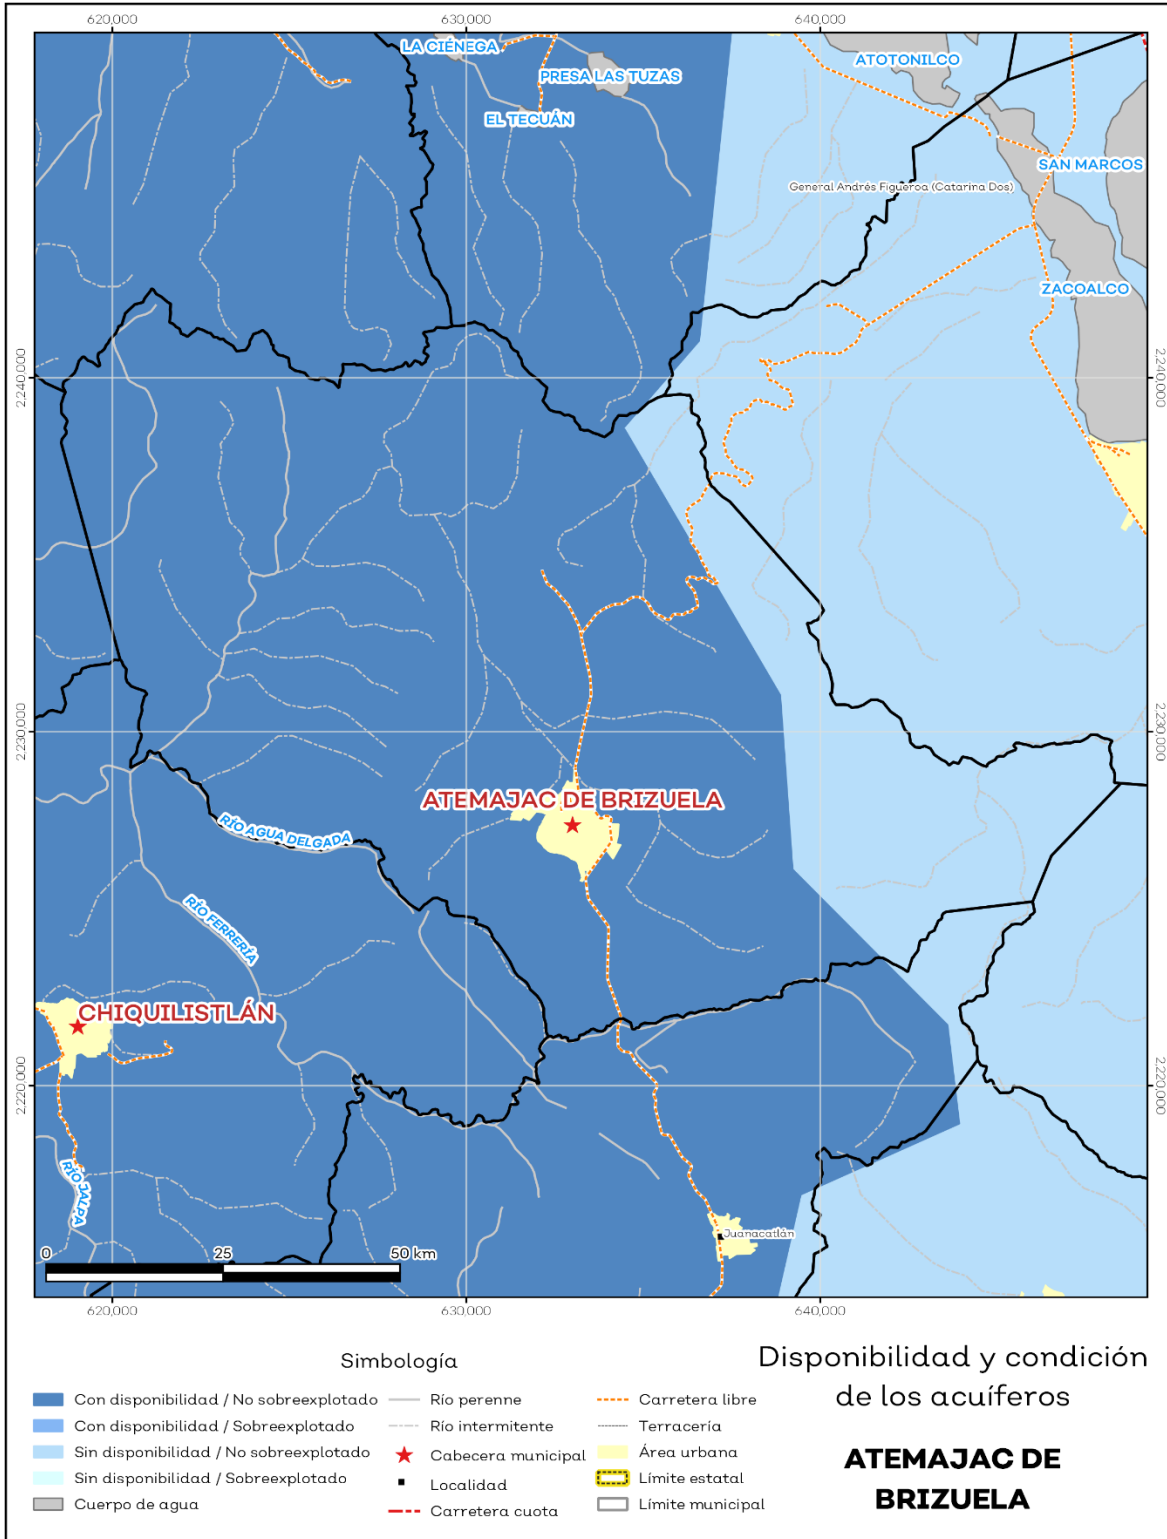 620,000
630,000
640,000
LA CIÉNEGA
PRESA LAS TUZAS
ATOTONILCO
EL TECUÁN
SAN MARCOS
General Andrés Figueroa (Catarina Dos)
ZACOALCO
2,240,000
2,240,000
2,230,000
2,230,000
ATEMAJAC DE BRIZUELA
RÍO AGUA DELGADA
RÍO FERRERÍA
CHIQUILISTLÁN
2,220,000
2,220,000
RÍO JALPA
Juanacatlán
0
25
50 km
620,000
630,000
640,000
Simbología
Con disponibilidad / No sobreexplotado
Con disponibilidad / Sobreexplotado
Sin disponibilidad / No sobreexplotado
Sin disponibilidad / Sobreexplotado
Cuerpo de agua
Río perenne
Río intermitente
Cabecera municipal
Localidad
Carretera cuota
Carretera libre
Terracería
Área urbana
Límite estatal
Límite municipal
Disponibilidad y condición
de los acuíferos
ATEMAJAC DE
BRIZUELA